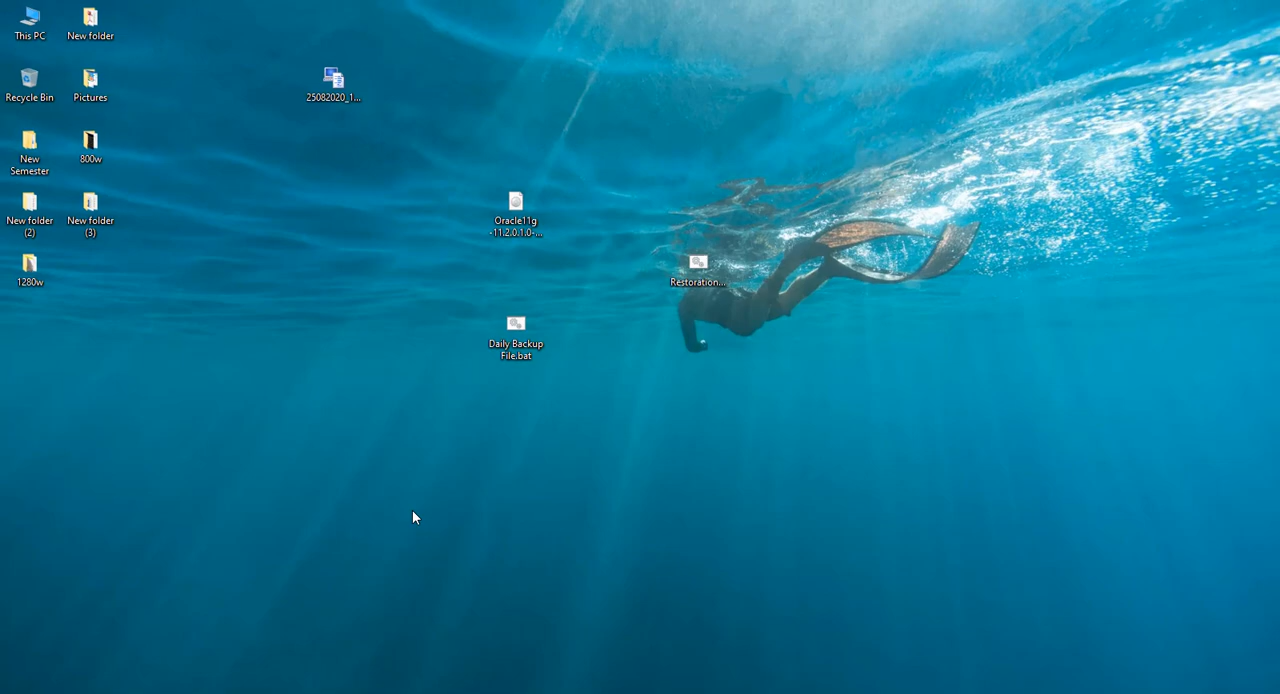 This PC
New folder
Recycle Bin
Pictures
25082020_1...
New
Semester
800w
New folder
(2)
New folder
(3)
Oracle11g
-11.2.0.1.0-...
1280w
Restoration...
Daily Backup
File.bat